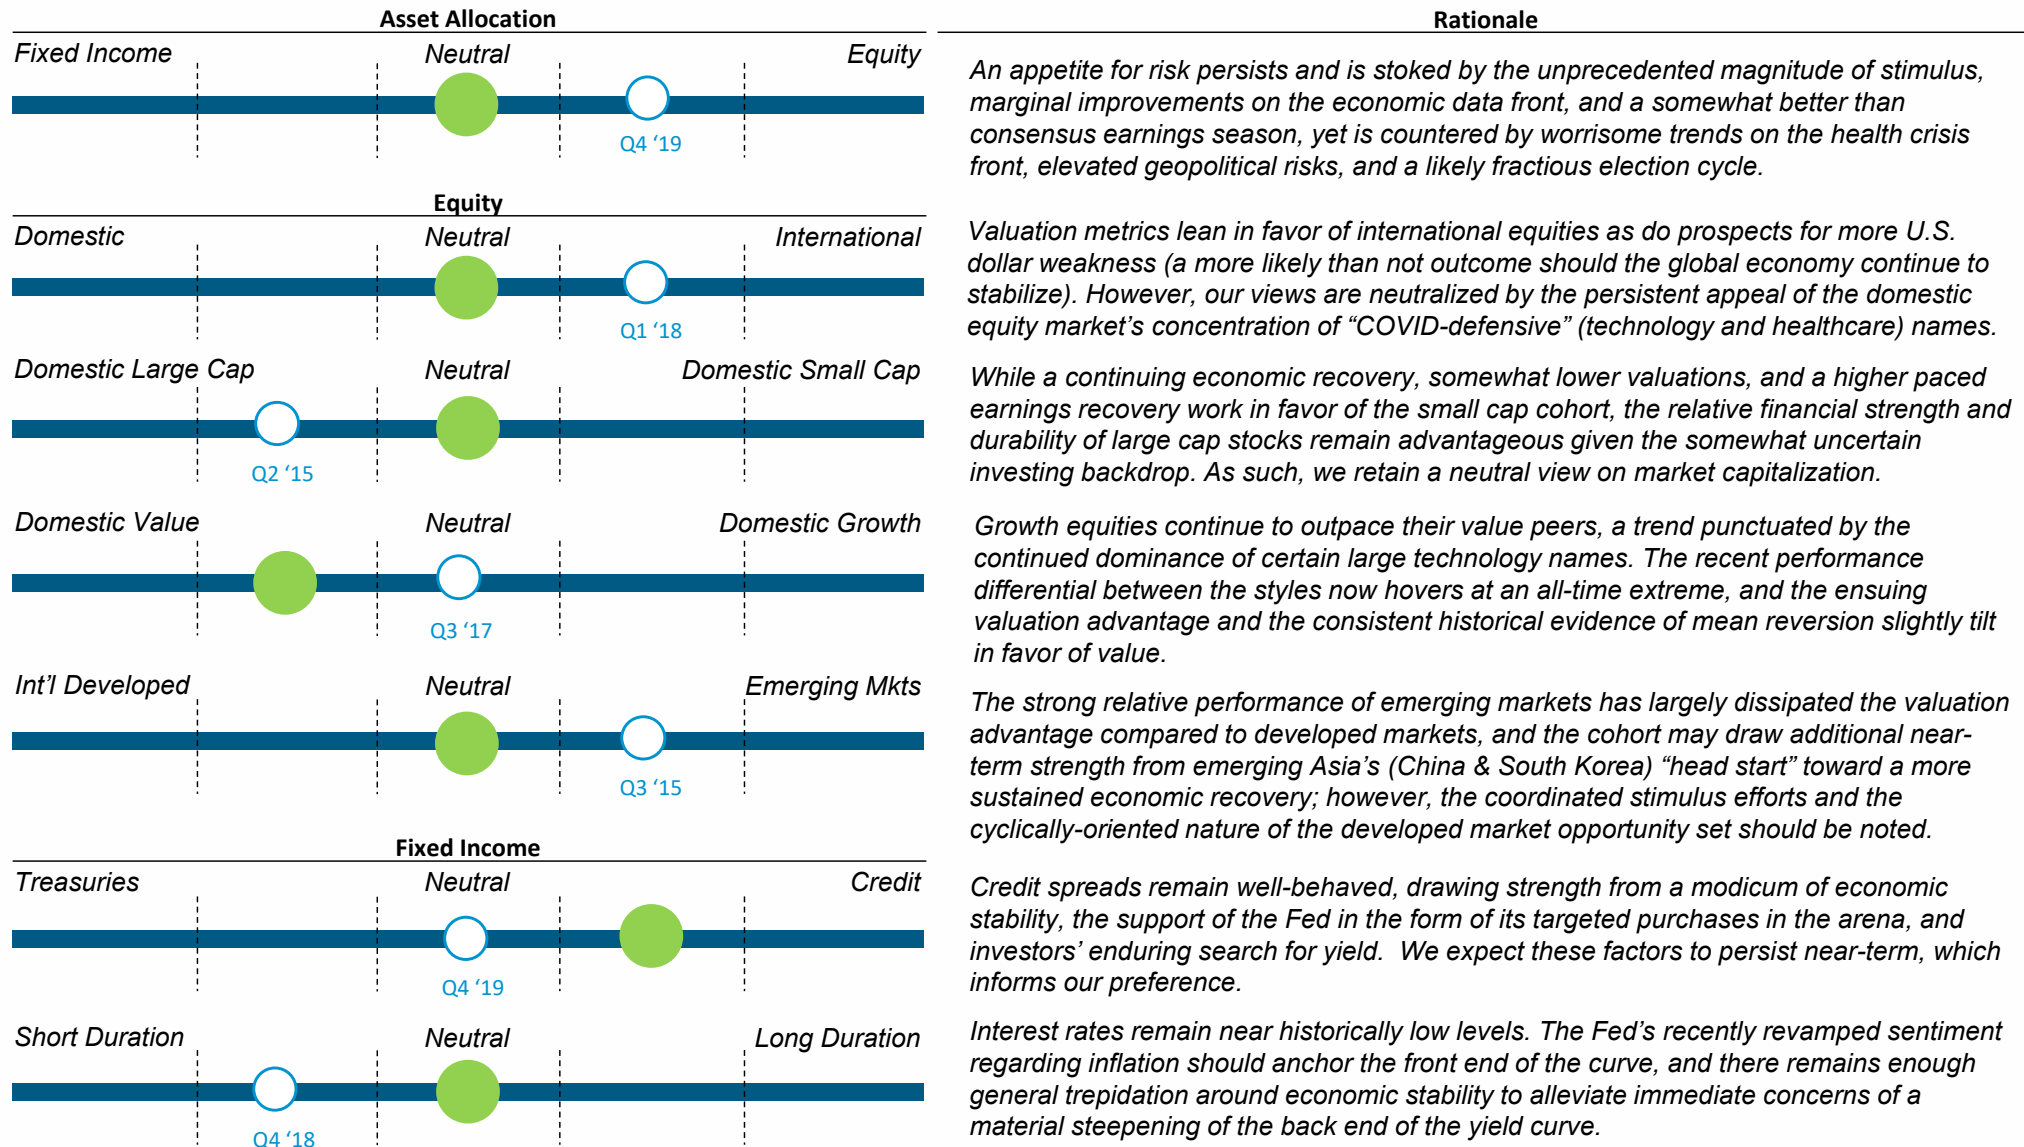 Asset Allocation
Rationale
Fixed Income Neutral Equity
Q4 ‘19
An appetite for risk persists and is stoked by the unprecedented magnitude of stimulus,
marginal improvements on the economic data front, and a somewhat better than
consensus earnings season, yet is countered by worrisome trends on the health crisis
front, elevated geopolitical risks, and a likely fractious election cycle.
Equity
Domestic Neutral International
Q1 ‘18
Valuation metrics lean in favor of international equities as do prospects for more U.S.
dollar weakness (a more likely than not outcome should the global economy continue to
stabilize). However, our views are neutralized by the persistent appeal of the domestic
equity market’s concentration of “COVID-defensive” (technology and healthcare) names.
Domestic Large Cap Neutral Domestic Small Cap
Q2 ‘15
While a continuing economic recovery, somewhat lower valuations, and a higher paced
earnings recovery work in favor of the small cap cohort, the relative financial strength and
durability of large cap stocks remain advantageous given the somewhat uncertain
investing backdrop. As such, we retain a neutral view on market capitalization.
Domestic Value Neutral Domestic Growth
Q3 ‘17
Growth equities continue to outpace their value peers, a trend punctuated by the
continued dominance of certain large technology names. The recent performance
differential between the styles now hovers at an all-time extreme, and the ensuing
valuation advantage and the consistent historical evidence of mean reversion slightly tilt
in favor of value.
Int’l Developed Neutral Emerging Mkts
Q3 ‘15
The strong relative performance of emerging markets has largely dissipated the valuation
advantage compared to developed markets, and the cohort may draw additional near-
term strength from emerging Asia’s (China & South Korea) “head start” toward a more
sustained economic recovery; however, the coordinated stimulus efforts and the
cyclically-oriented nature of the developed market opportunity set should be noted.
Fixed Income
Treasuries Neutral Credit
Q4 ‘19
Credit spreads remain well-behaved, drawing strength from a modicum of economic
stability, the support of the Fed in the form of its targeted purchases in the arena, and
investors’ enduring search for yield.  We expect these factors to persist near-term, which
informs our preference.
Short Duration Neutral Long Duration
Q4 ‘18
Interest rates remain near historically low levels. The Fed’s recently revamped sentiment
regarding inflation should anchor the front end of the curve, and there remains enough
general trepidation around economic stability to alleviate immediate concerns of a
material steepening of the back end of the yield curve.